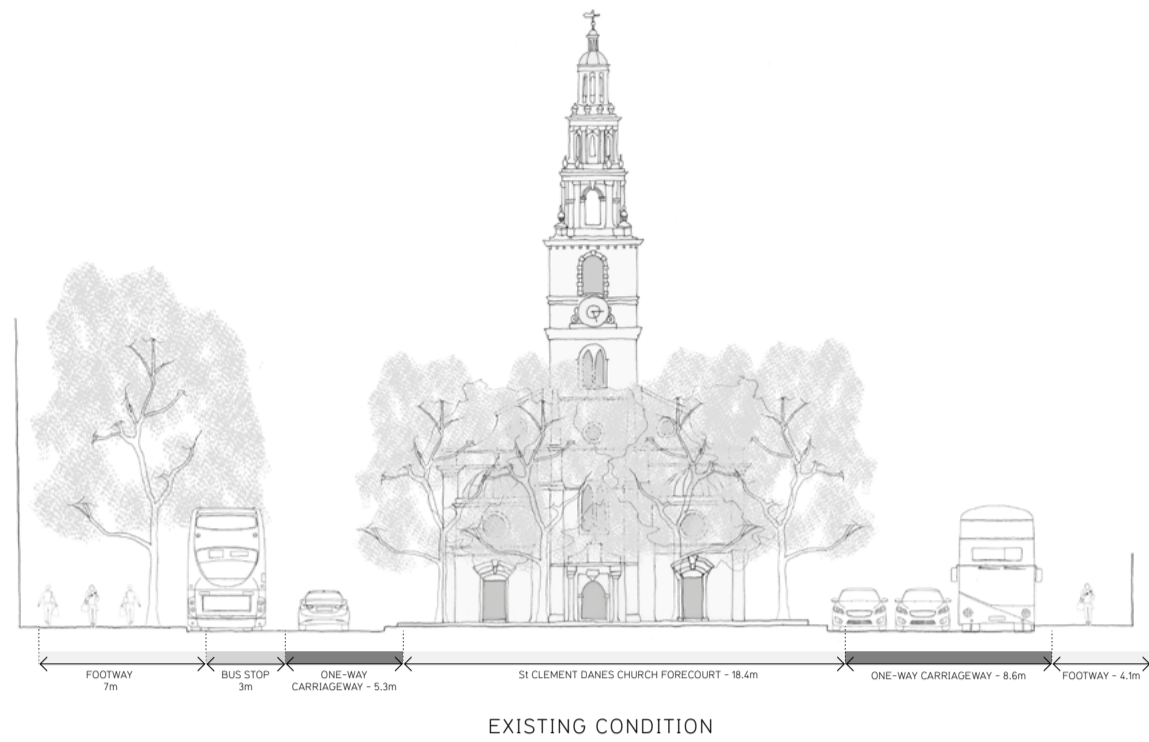 FOOTWAY
7m
BUS STOP
3m
ONE-WAY
CARRIAGEWAY - 5.3m
St CLEMENT DANES CHURCH FORECOURT - 18.4m
ONE-WAY CARRIAGEWAY - 8.6m
FOOTWAY - 4.1m
EXISTING CONDITION